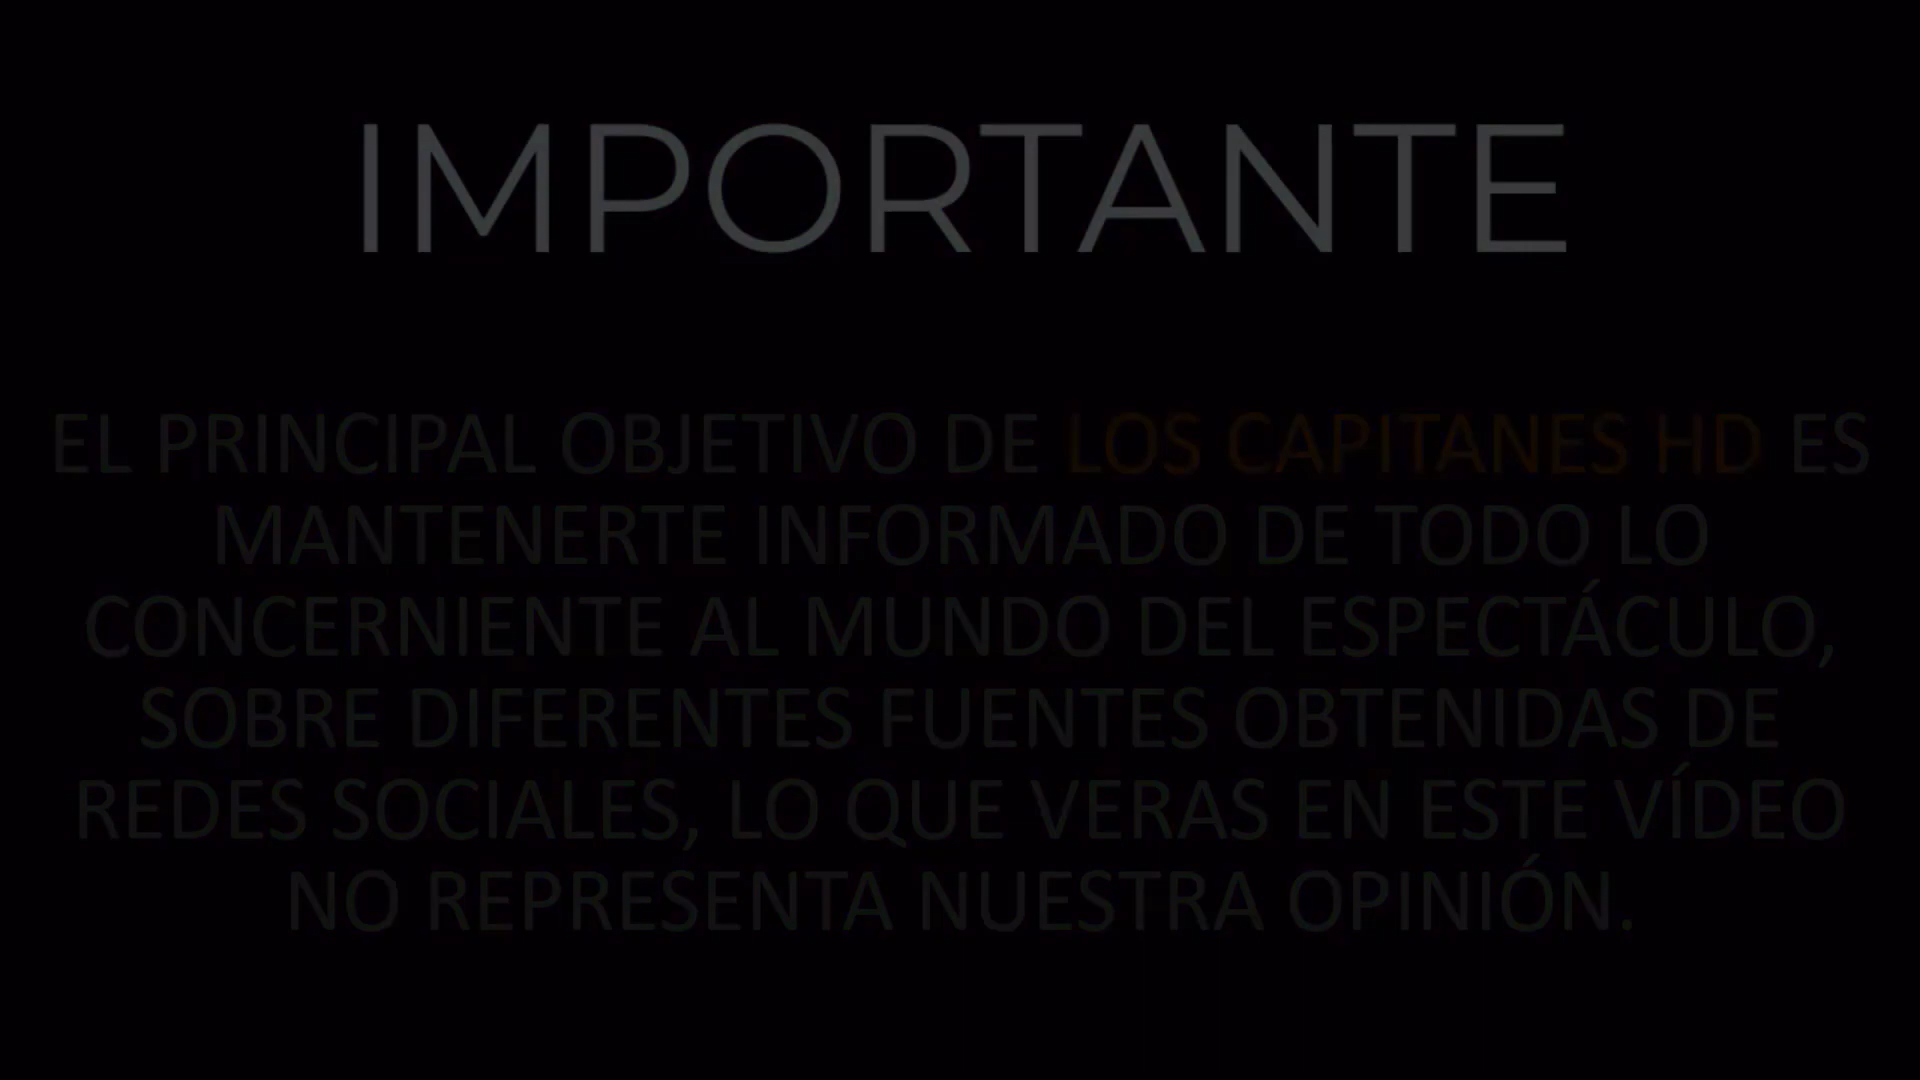 IMPORTANTE
EL PRINCIPAL OBJETIVO DE LOS CAPITANES HD ES
MANTENERTE INFORMADO DE TODO LO
CONCERNIENTE AL MUNDO DEL ESPECTÁCULO,
SOBRE DIFERENTES FUENTES OBTENIDAS DE
REDES SOCIALES, LO QUE VERAS EN ESTE VÍDEO
NO REPRESENTA NUESTRA OPINIÓN.